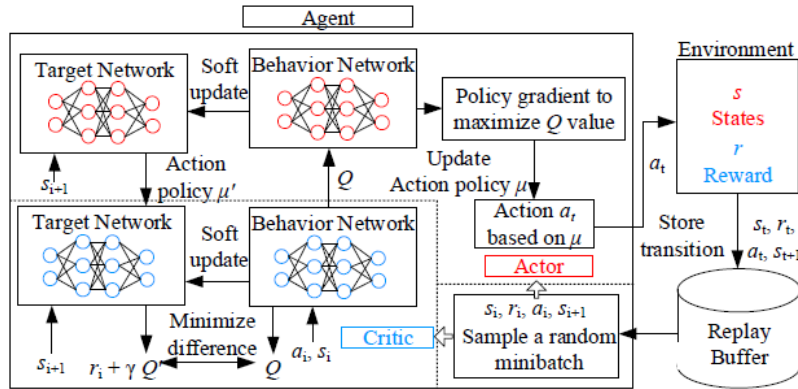 Agent
Target Network
Soft
update
Behavior Network
Policy gradient to
maximize Q value
Environment
s
States
r
Reward
s_{i+1}
Action
policy μ'
Q
Update
Action policy μ
a_t
Action a_t
based on μ
Actor
Store
transition
s_t, r_t,
a_t, s_{t+1}
Target Network
Soft
update
Behavior Network
s_{i+1}
r_i + γ Q'
Minimize
difference
Q
a_i, s_i
Critic
s_i, r_i, a_i, s_{i+1}
Sample a random
minibatch
Replay
Buffer